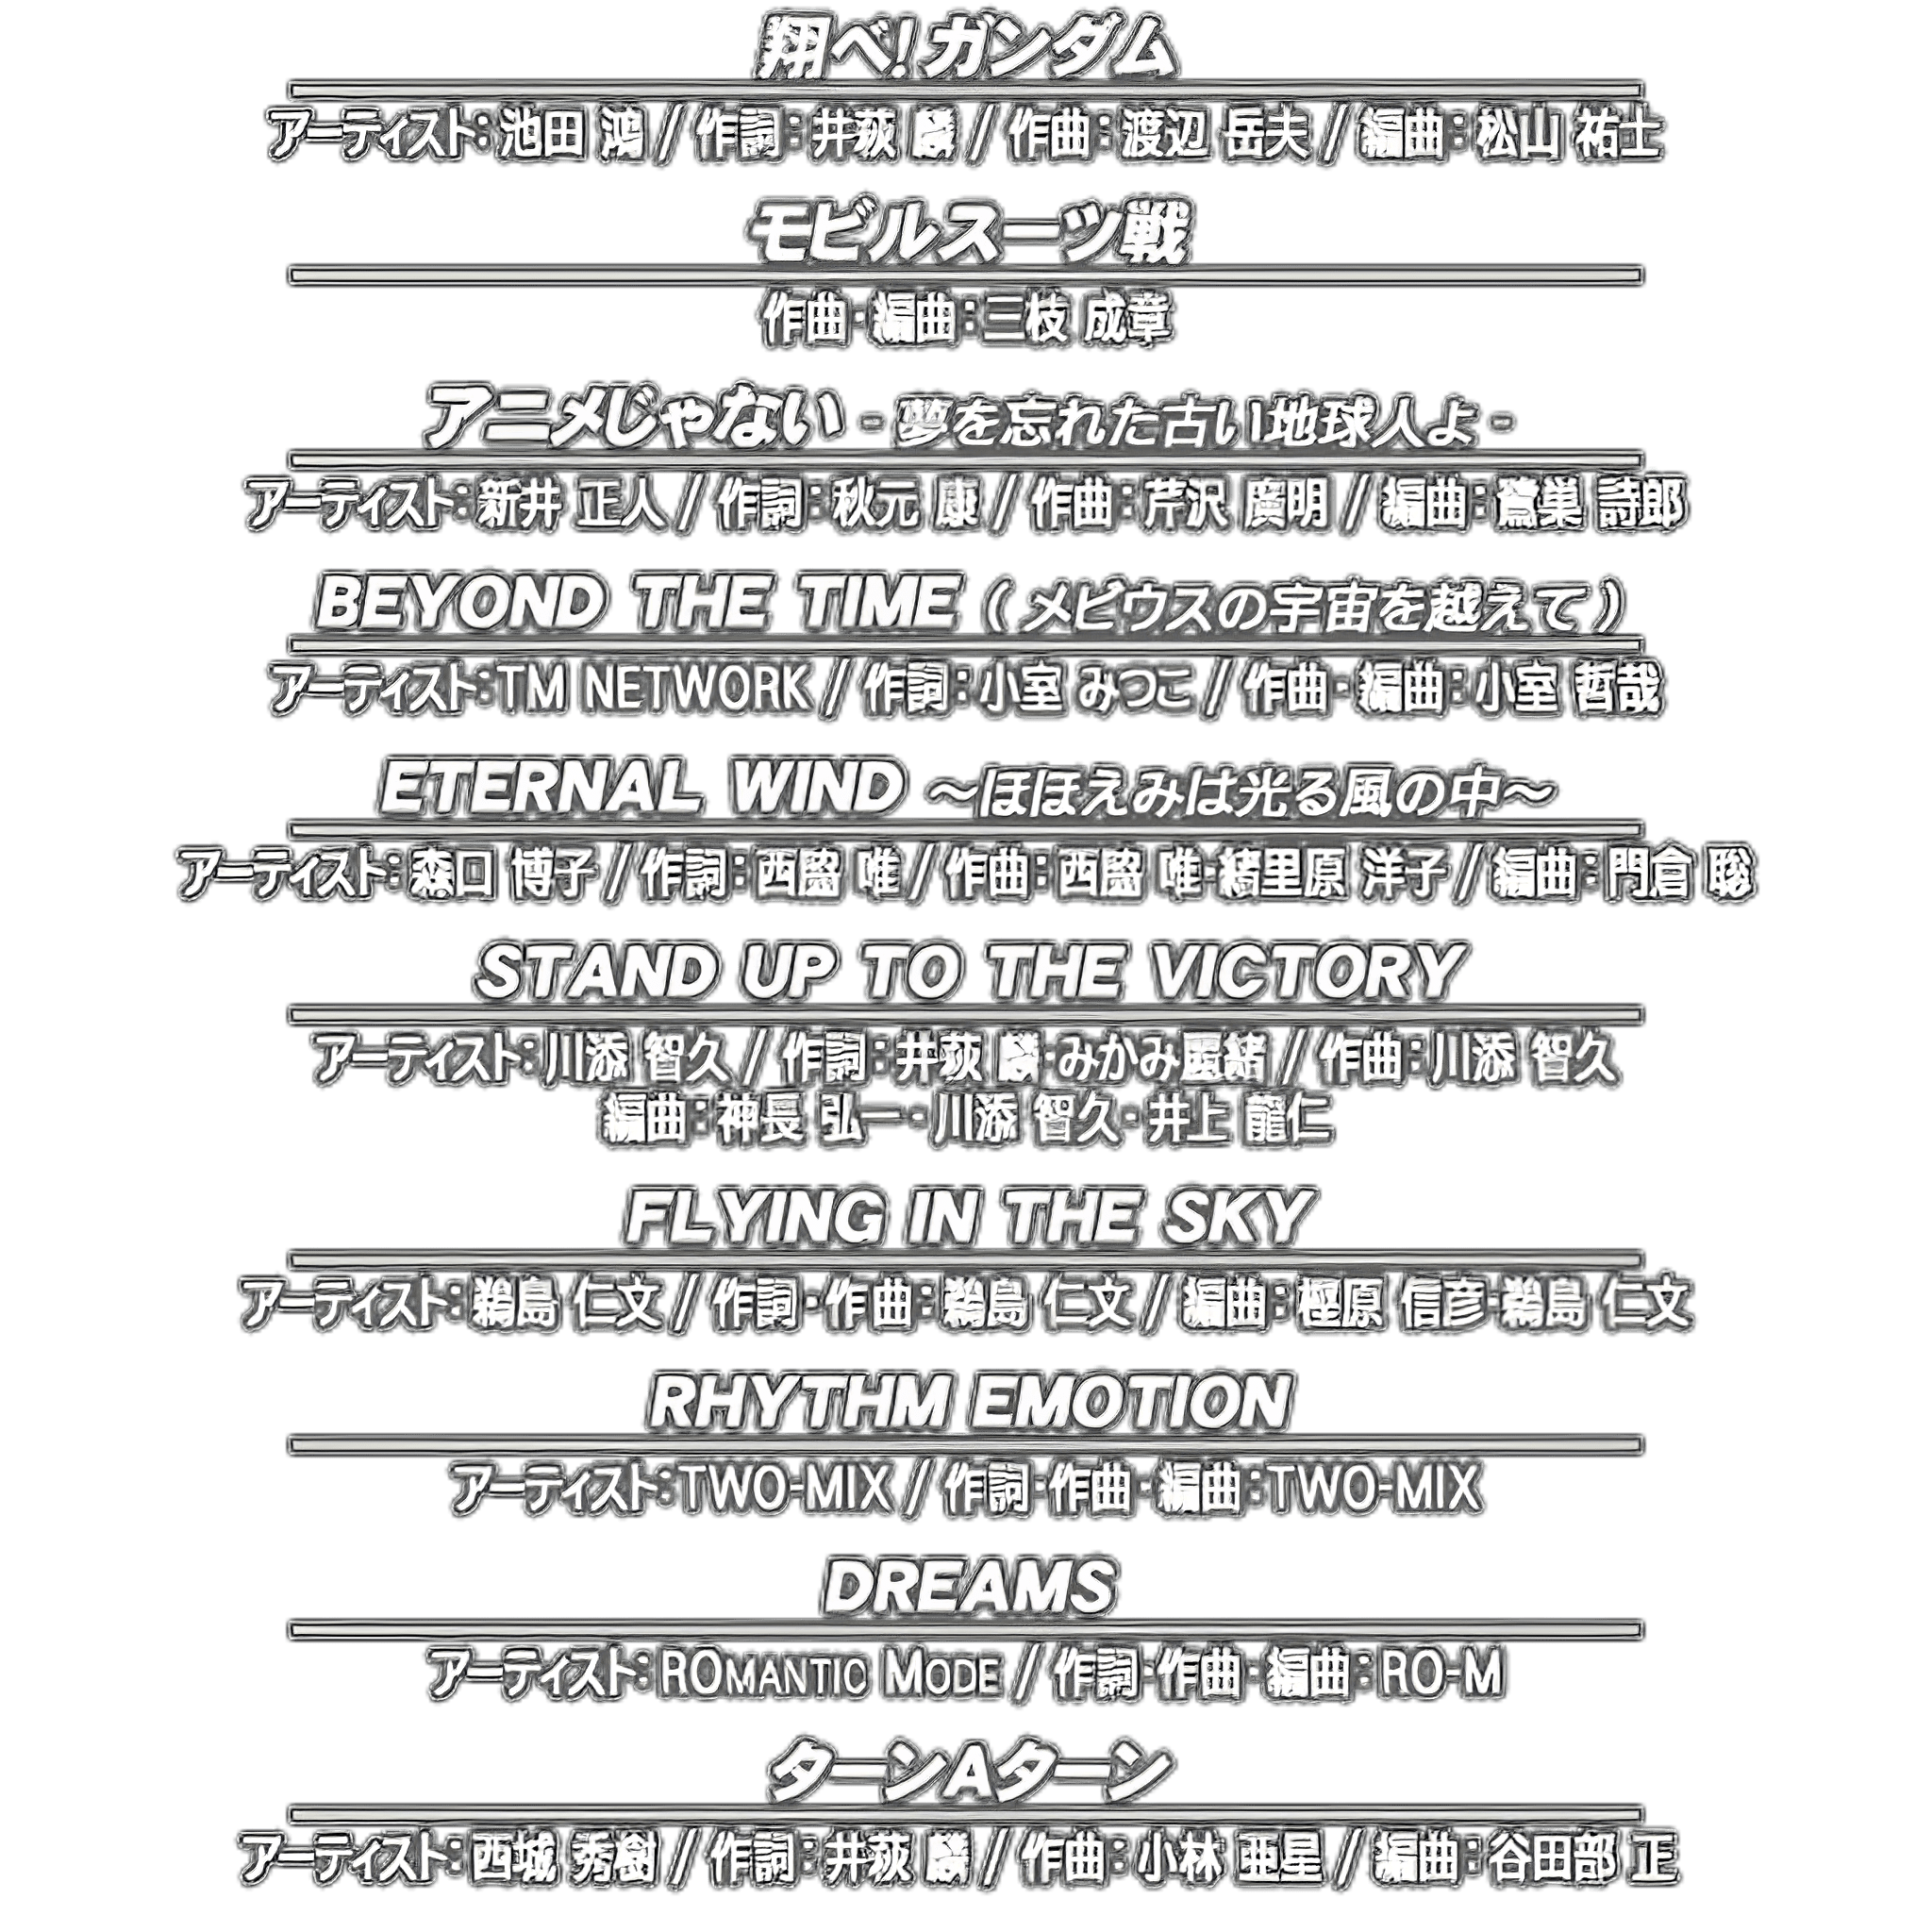 翔べ! ガンダム
アーティスト:池田 鴻 / 作詞:井荻 麟 / 作曲:渡辺 岳夫 / 編曲:松山 祐士
モビルスーツ戦
作曲・編曲:三枝 成章
アニメじゃない - 夢を忘れた古い地球人よ -
アーティスト:新井 正人 / 作詞:秋元 康 / 作曲:芹沢 廣明 / 編曲:鷺巣 詩郎
BEYOND THE TIME ( メビウスの宇宙を越えて )
アーティスト:TM NETWORK / 作詞:小室 みつこ / 作曲・編曲:小室 哲哉
ETERNAL WIND ~ほほえみは光る風の中~
アーティスト:森口 博子 / 作詞:西脇 唯 / 作曲:西脇 唯・緒里原 洋子 / 編曲:門倉 聡
STAND UP TO THE VICTORY
アーティスト:川添 智久 / 作詞:井荻 麟・みかみ麗緒 / 作曲:川添 智久
編曲:神長 弘一・川添 智久・井上 龍仁
FLYING IN THE SKY
アーティスト:鵜島 仁文 / 作詞・作曲:鵜島 仁文 / 編曲:樫原 信彦・鵜島 仁文
RHYTHM EMOTION
アーティスト:TWO-MIX / 作詞・作曲・編曲:TWO-MIX
DREAMS
アーティスト:ROMANTIC MODE / 作詞・作曲・編曲:RO-M
ターンAターン
アーティスト:西城 秀樹 / 作詞:井荻 麟 / 作曲:小林 亜星 / 編曲:谷田部 正